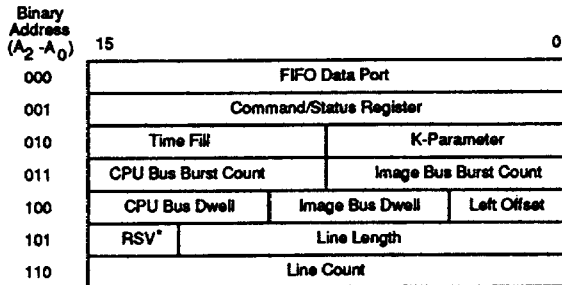 Binary
Address
(A2 -A0)
15 0
000 FIFO Data Port
001 Command/Status Register
010 Time Fill K-Parameter
011 CPU Bus Burst Count Image Bus Burst Count
100 CPU Bus Dwell Image Bus Dwell Left Offset
101 RSV* Line Length
110 Line Count